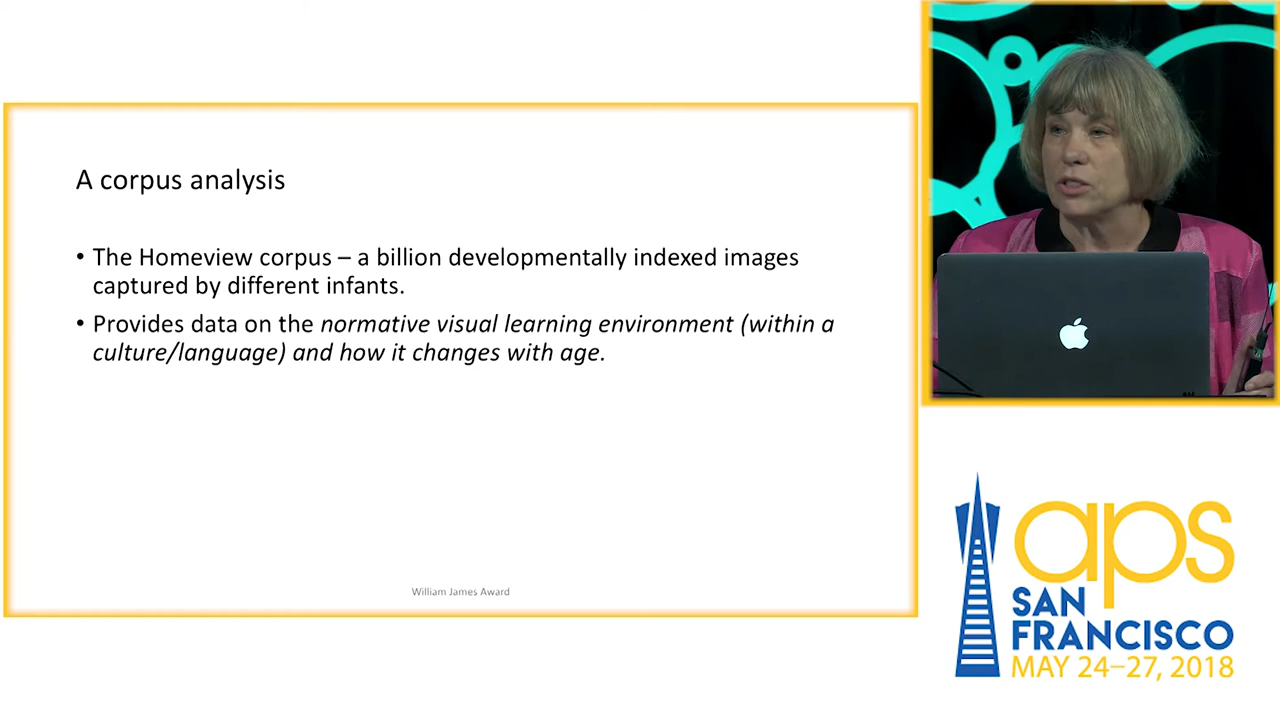 A corpus analysis
• The Homeview corpus – a billion developmentally indexed images
captured by different infants.
• Provides data on the normative visual learning environment (within a
culture/language) and how it changes with age.
William James Award
aps
SAN
FRANCISCO
MAY 24–27, 2018